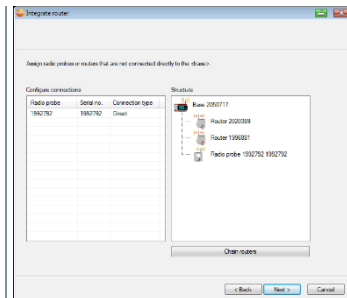 Integrate router
Assign radio probes or routers that are not connected directly to the <base>.
Configure connections
Structure
Radio probe Serial no. Connection type
1992792 1992792 Direct
Base 2050717
Router 2020389
Router 1996881
Radio probe 1992792 1992792
Chain routers
< Back
Next >
Cancel